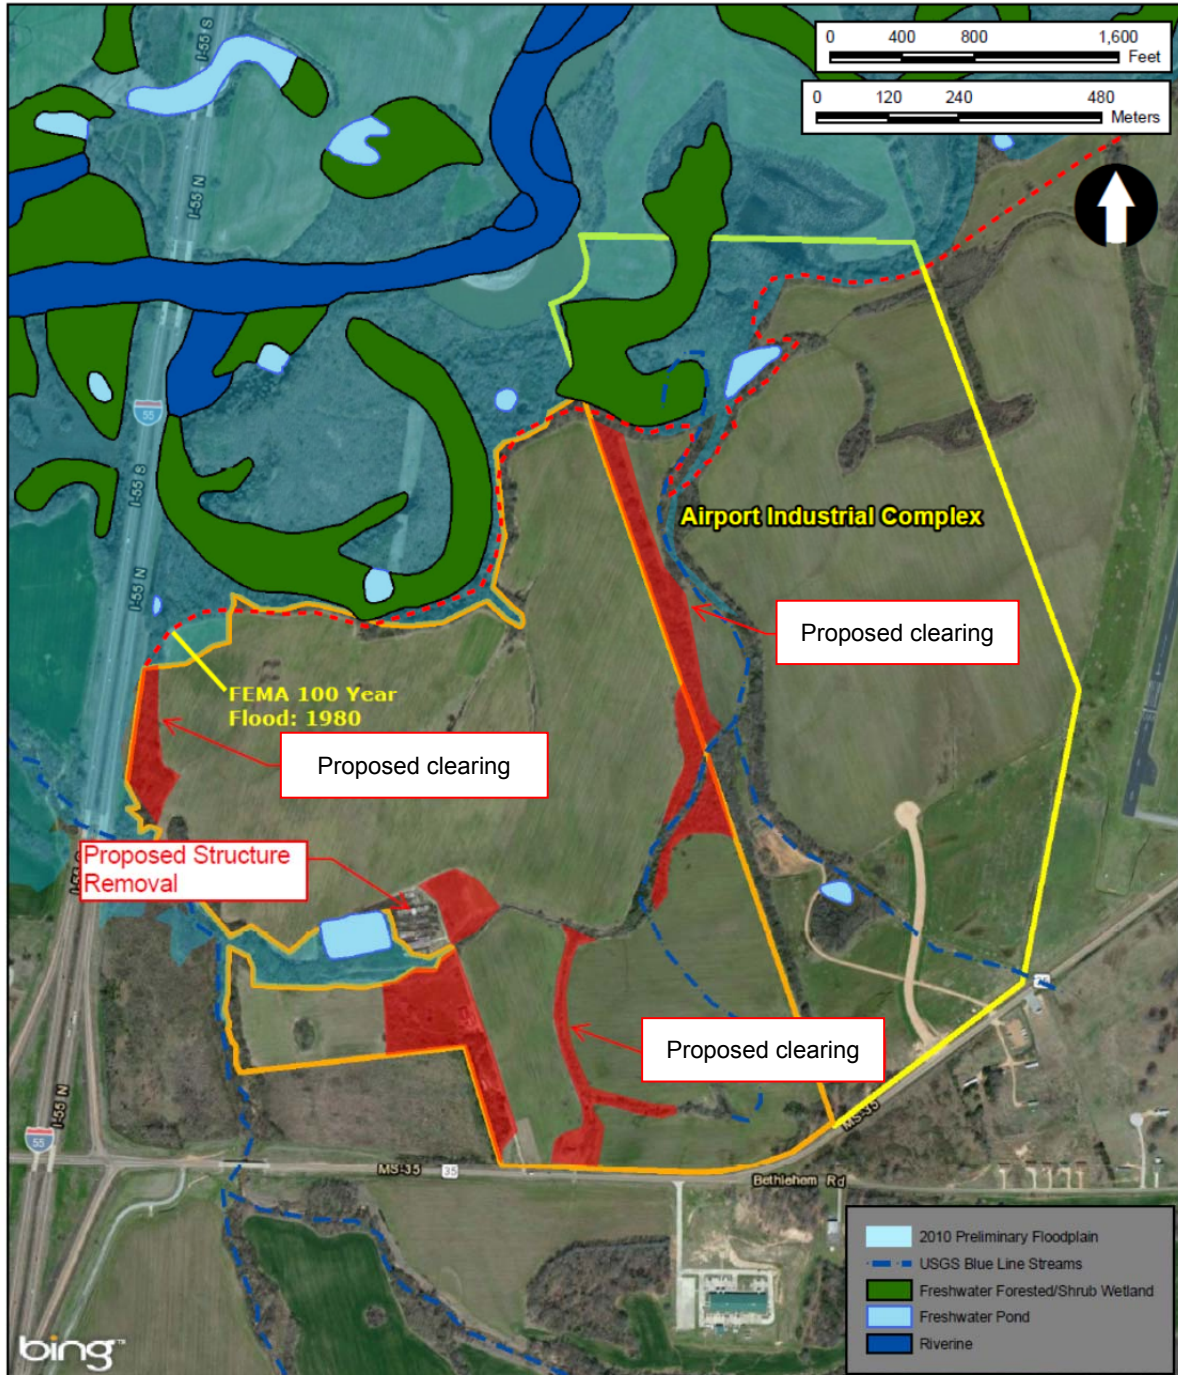 0 400 800 1,600
Feet
0 120 240 480
Meters
I-55 S
I-55 N
55
I-55 S
I-55 N
Airport Industrial Complex
Proposed clearing
FEMA 100 Year
Flood: 1980
Proposed clearing
Proposed Structure
Removal
Proposed clearing
MS-35
I-55 N
55
MS-35
35
Bethlehem Rd
2010 Preliminary Floodplain
USGS Blue Line Streams
Freshwater Forested/Shrub Wetland
Freshwater Pond
Riverine
bing™